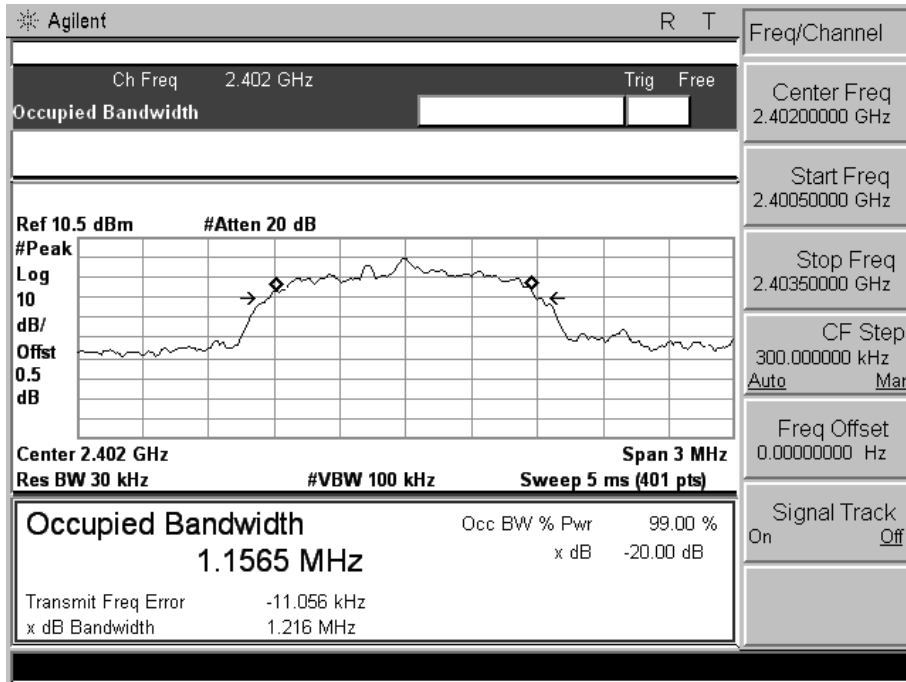 Agilent R T
Freq/Channel
Ch Freq 2.402 GHz Trig Free
Occupied Bandwidth
Center Freq
2.40200000 GHz
Start Freq
2.40050000 GHz
Stop Freq
2.40350000 GHz
CF Step
300.000000 kHz
Auto Man
Freq Offset
0.00000000 Hz
Signal Track
On Off
Ref 10.5 dBm #Atten 20 dB
#Peak
Log
10
dB/
Offst
0.5
dB
Center 2.402 GHz Span 3 MHz
Res BW 30 kHz #VBW 100 kHz Sweep 5 ms (401 pts)
Occupied Bandwidth Occ BW % Pwr 99.00 %
1.1565 MHz x dB -20.00 dB
Transmit Freq Error -11.056 kHz
x dB Bandwidth 1.216 MHz